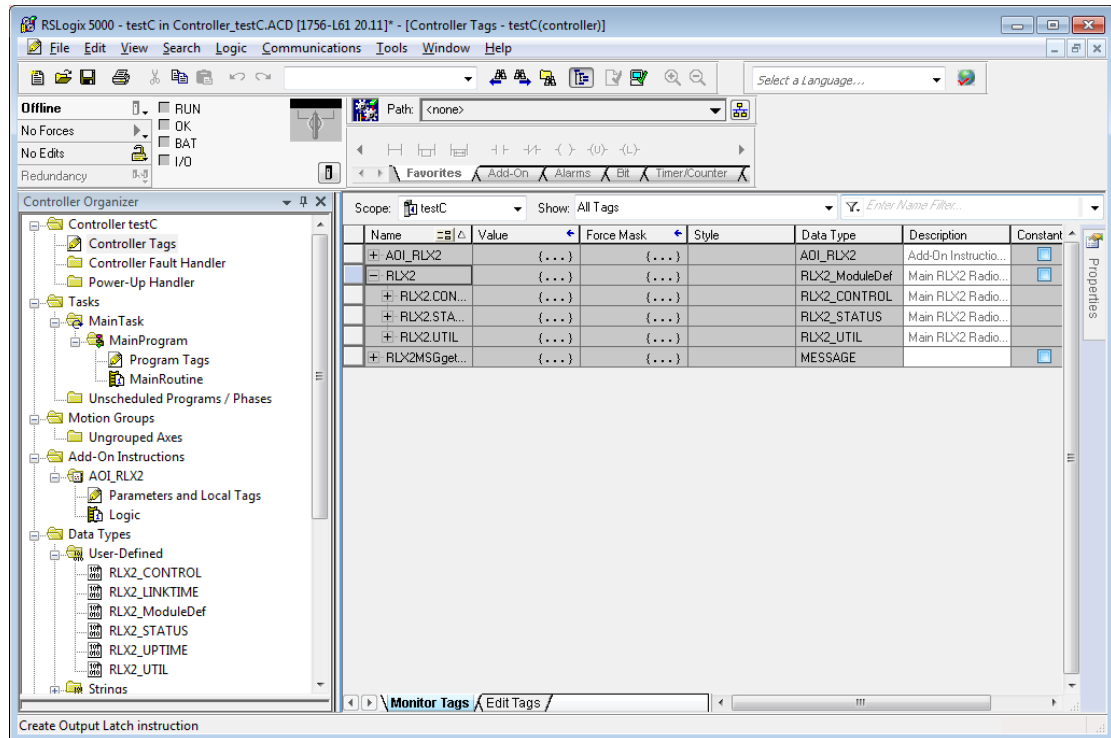 RSLogix 5000 - testC in Controller_testC.ACD [1756-L61 20.11]* - [Controller Tags - testC(controller)]
File Edit View Search Logic Communications Tools Window Help
Select a Language...
Offline
RUN
No Forces
OK
No Edits
BAT
Redundancy
I/O
Path: <none>
Favorites Add-On Alarms Bit Timer/Counter
Controller Organizer
Controller testC
Controller Tags
Controller Fault Handler
Power-Up Handler
Tasks
MainTask
MainProgram
Program Tags
MainRoutine
Unscheduled Programs / Phases
Motion Groups
Ungrouped Axes
Add-On Instructions
AOI_RLX2
Parameters and Local Tags
Logic
Data Types
User-Defined
RLX2_CONTROL
RLX2_LINKTIME
RLX2_ModuleDef
RLX2_STATUS
RLX2_UPTIME
RLX2_UTIL
Strings
Scope: testC Show: All Tags Enter Name Filter...
Name Value Force Mask Style Data Type Description Constant
AOI_RLX2 {...} {...} AOI_RLX2 Add-On Instructio...
RLX2 {...} {...} RLX2_ModuleDef Main RLX2 Radio...
RLX2.CON... {...} {...} RLX2_CONTROL Main RLX2 Radio...
RLX2.STA... {...} {...} RLX2_STATUS Main RLX2 Radio...
RLX2.UTIL {...} {...} RLX2_UTIL Main RLX2 Radio...
RLX2MSGget... {...} {...} MESSAGE
Properties
Monitor Tags Edit Tags
Create Output Latch instruction